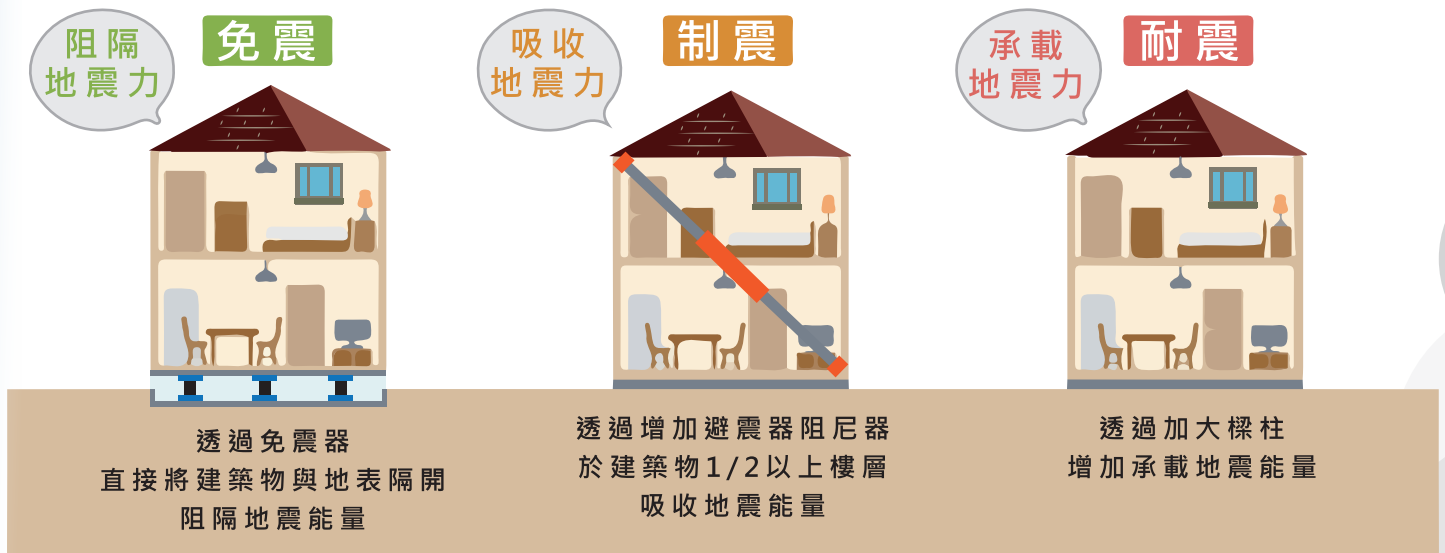 阻隔
地震力
免震
吸收
地震力
制震
承載
地震力
耐震
透過免震器
直接將建築物與地表隔開
阻隔地震能量
透過增加避震器阻尼器
於建築物1/2以上樓層
吸收地震能量
透過加大樑柱
增加承載地震能量